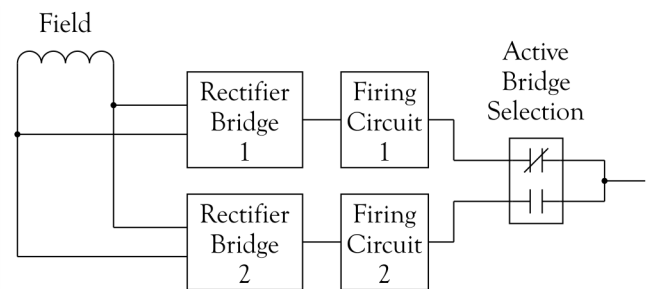 Field
Active
Bridge
Selection
Rectifier
Bridge
1
Firing
Circuit
1
Rectifier
Bridge
2
Firing
Circuit
2